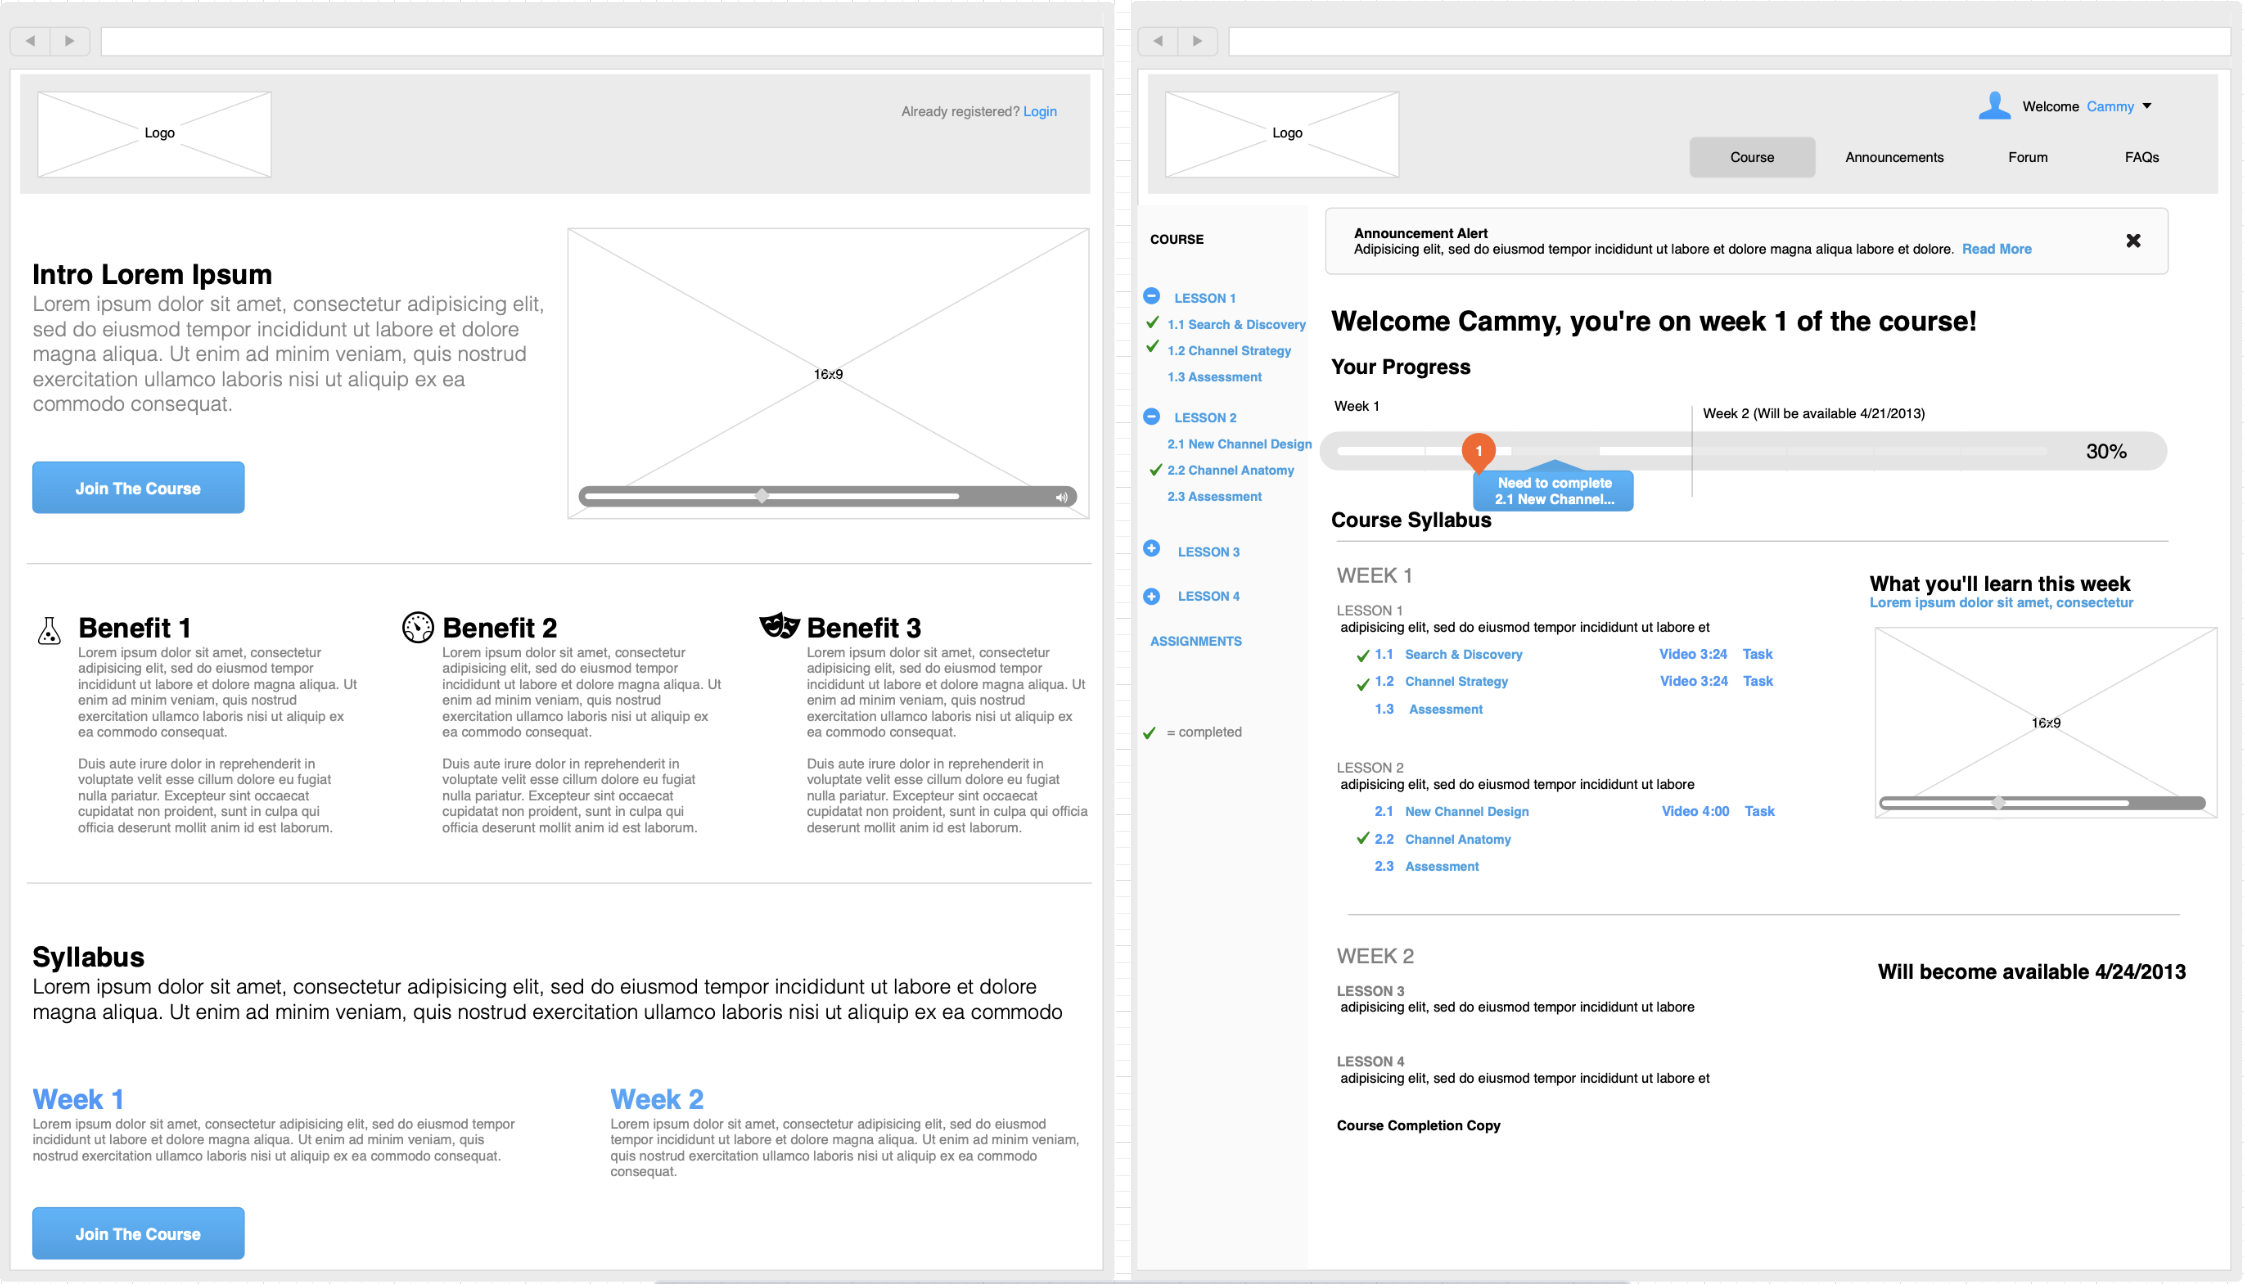 Logo
Already registered? Login
Intro Lorem Ipsum
Lorem ipsum dolor sit amet, consectetur adipisicing elit,
sed do eiusmod tempor incididunt ut labore et dolore
magna aliqua. Ut enim ad minim veniam, quis nostrud
exercitation ullamco laboris nisi ut aliquip ex ea
commodo consequat.
Join The Course
16x9
Benefit 1
Lorem ipsum dolor sit amet, consectetur
adipisicing elit, sed do eiusmod tempor
incididunt ut labore et dolore magna aliqua. Ut
enim ad minim veniam, quis nostrud
exercitation ullamco laboris nisi ut aliquip ex
ea commodo consequat.
Duis aute irure dolor in reprehenderit in
voluptate velit esse cillum dolore eu fugiat
nulla pariatur. Excepteur sint occaecat
cupidatat non proident, sunt in culpa qui
officia deserunt mollit anim id est laborum.
Benefit 2
Lorem ipsum dolor sit amet, consectetur
adipisicing elit, sed do eiusmod tempor
incididunt ut labore et dolore magna aliqua. Ut
enim ad minim veniam, quis nostrud
exercitation ullamco laboris nisi ut aliquip ex
ea commodo consequat.
Duis aute irure dolor in reprehenderit in
voluptate velit esse cillum dolore eu fugiat
nulla pariatur. Excepteur sint occaecat
cupidatat non proident, sunt in culpa qui
officia deserunt mollit anim id est laborum.
Benefit 3
Lorem ipsum dolor sit amet, consectetur
adipisicing elit, sed do eiusmod tempor
incididunt ut labore et dolore magna aliqua. Ut
enim ad minim veniam, quis nostrud
exercitation ullamco laboris nisi ut aliquip ex
ea commodo consequat.
Duis aute irure dolor in reprehenderit in
voluptate velit esse cillum dolore eu fugiat
nulla pariatur. Excepteur sint occaecat
cupidatat non proident, sunt in culpa qui officia
deserunt mollit anim id est laborum.
Syllabus
Lorem ipsum dolor sit amet, consectetur adipisicing elit, sed do eiusmod tempor incididunt ut labore et dolore
magna aliqua. Ut enim ad minim veniam, quis nostrud exercitation ullamco laboris nisi ut aliquip ex ea commodo
Week 1
Lorem ipsum dolor sit amet, consectetur adipisicing elit, sed do eiusmod tempor
incididunt ut labore et dolore magna aliqua. Ut enim ad minim veniam, quis
nostrud exercitation ullamco laboris nisi ut aliquip ex ea commodo consequat.
Week 2
Lorem ipsum dolor sit amet, consectetur adipisicing elit, sed do eiusmod
tempor incididunt ut labore et dolore magna aliqua. Ut enim ad minim veniam,
quis nostrud exercitation ullamco laboris nisi ut aliquip ex ea commodo
consequat.
Join The Course
Logo
Welcome Cammy
Course Announcements Forum FAQs
COURSE
LESSON 1
1.1 Search & Discovery
1.2 Channel Strategy
1.3 Assessment
LESSON 2
2.1 New Channel Design
2.2 Channel Anatomy
2.3 Assessment
LESSON 3
LESSON 4
ASSIGNMENTS
= completed
Announcement Alert
Adipisicing elit, sed do eiusmod tempor incididunt ut labore et dolore magna aliqua labore et dolore. Read More
Welcome Cammy, you're on week 1 of the course!
Your Progress
Week 1
Week 2 (Will be available 4/21/2013)
1
30%
Need to complete
2.1 New Channel...
Course Syllabus
WEEK 1
LESSON 1
adipisicing elit, sed do eiusmod tempor incididunt ut labore et
1.1 Search & Discovery Video 3:24 Task
1.2 Channel Strategy Video 3:24 Task
1.3 Assessment
LESSON 2
adipisicing elit, sed do eiusmod tempor incididunt ut labore
2.1 New Channel Design Video 4:00 Task
2.2 Channel Anatomy
2.3 Assessment
What you'll learn this week
Lorem ipsum dolor sit amet, consectetur
16x9
WEEK 2
Will become available 4/24/2013
LESSON 3
adipisicing elit, sed do eiusmod tempor incididunt ut labore
LESSON 4
adipisicing elit, sed do eiusmod tempor incididunt ut labore et
Course Completion Copy